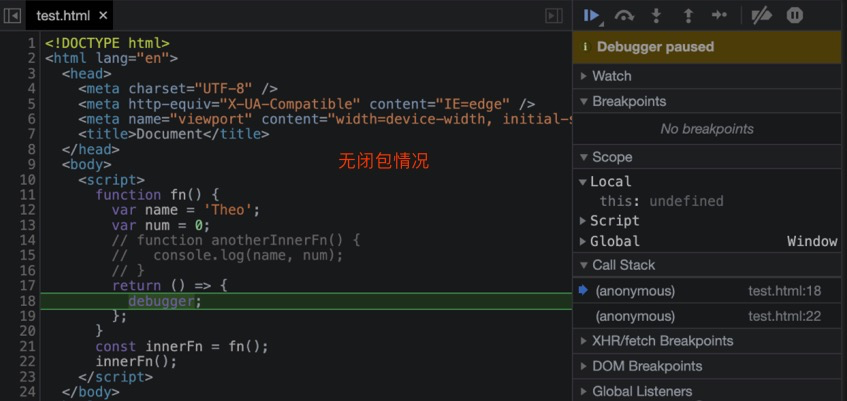 test.html ×
1 <!DOCTYPE html>
2 <html lang="en">
3 <head>
4 <meta charset="UTF-8" />
5 <meta http-equiv="X-UA-Compatible" content="IE=edge" />
6 <meta name="viewport" content="width=device-width, initial-s
7 <title>Document</title>
8 </head>
9 <body>
无闭包情况
10 <script>
11 function fn() {
12 var name = 'Theo';
13 var num = 0;
14 // function anotherInnerFn() {
15 // console.log(name, num);
16 // }
17 return () => {
18 debugger;
19 };
20 }
21 const innerFn = fn();
22 innerFn();
23 </script>
24 </body>
i Debugger paused
Watch
Breakpoints
No breakpoints
Scope
Local
this: undefined
Script
Global Window
Call Stack
(anonymous) test.html:18
(anonymous) test.html:22
XHR/fetch Breakpoints
DOM Breakpoints
Global Listeners